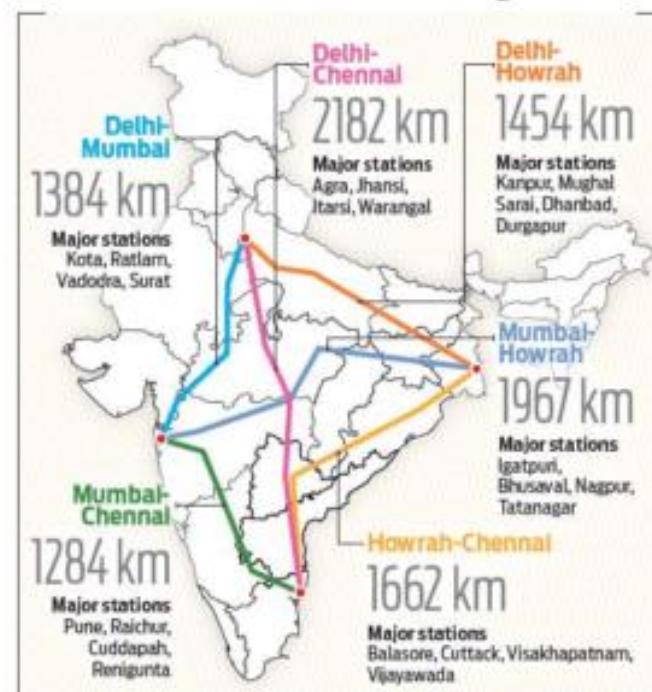 Delhi-
Chennai
2182 km
Major stations
Agra, Jhansi,
Itarsi, Warangal
Delhi-
Howrah
1454 km
Major stations
Kanpur, Mughal
Sarai, Dhanbad,
Durgapur
Delhi-
Mumbai
1384 km
Major stations
Kota, Ratlam,
Vadodra, Surat
Mumbai-
Howrah
1967 km
Major stations
Igatpuri,
Bhusaval, Nagpur,
Tatanagar
Mumbai-
Chennai
1284 km
Major stations
Pune, Raichur,
Cuddapah,
Renigunta
Howrah-Chennai
1662 km
Major stations
Balasore, Cuttack, Visakhapatnam,
Vijayawada